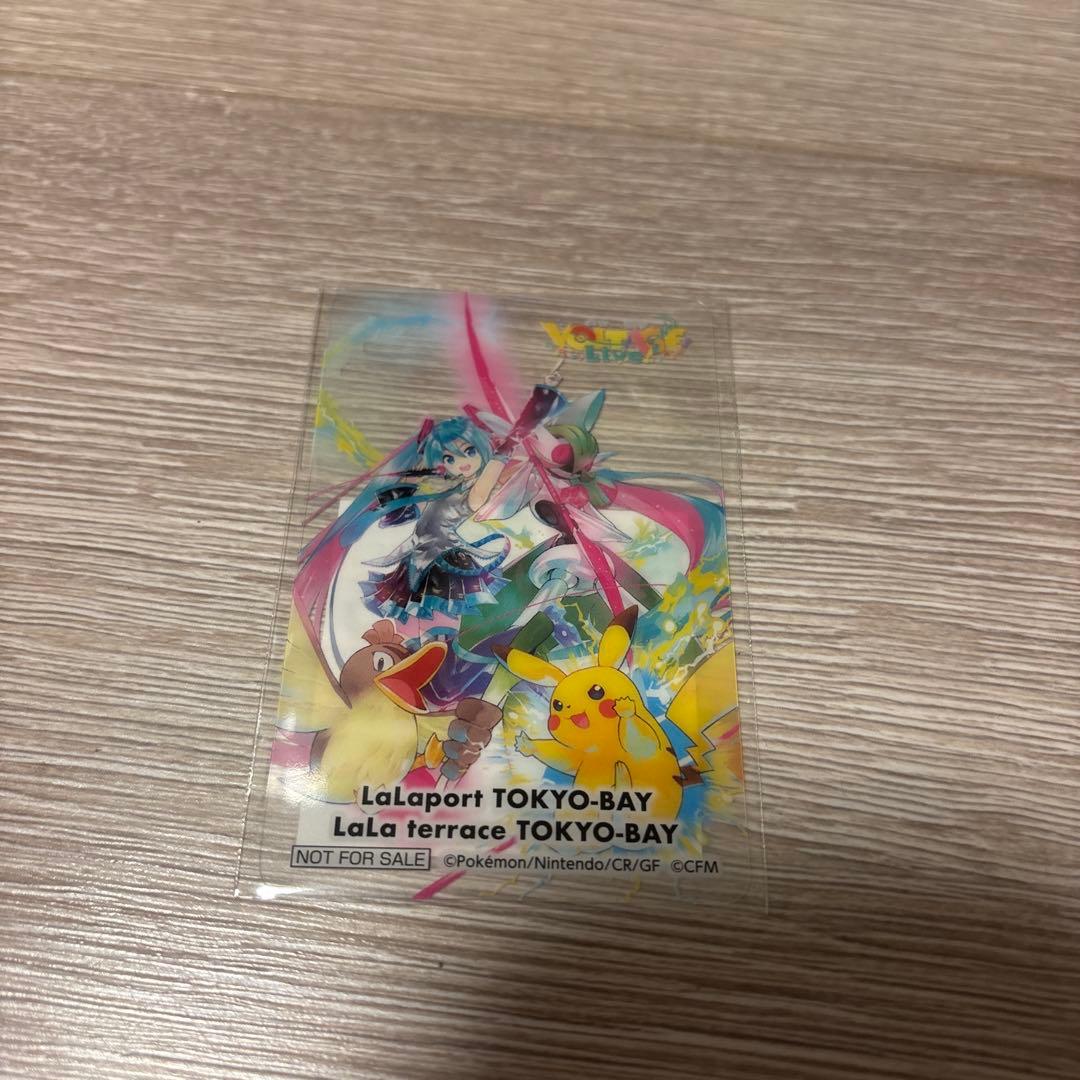 VOLTAGE
Live!
LaLaport TOKYO-BAY
LaLa terrace TOKYO-BAY
NOT FOR SALE ©Pokémon/Nintendo/CR/GF ©CFM